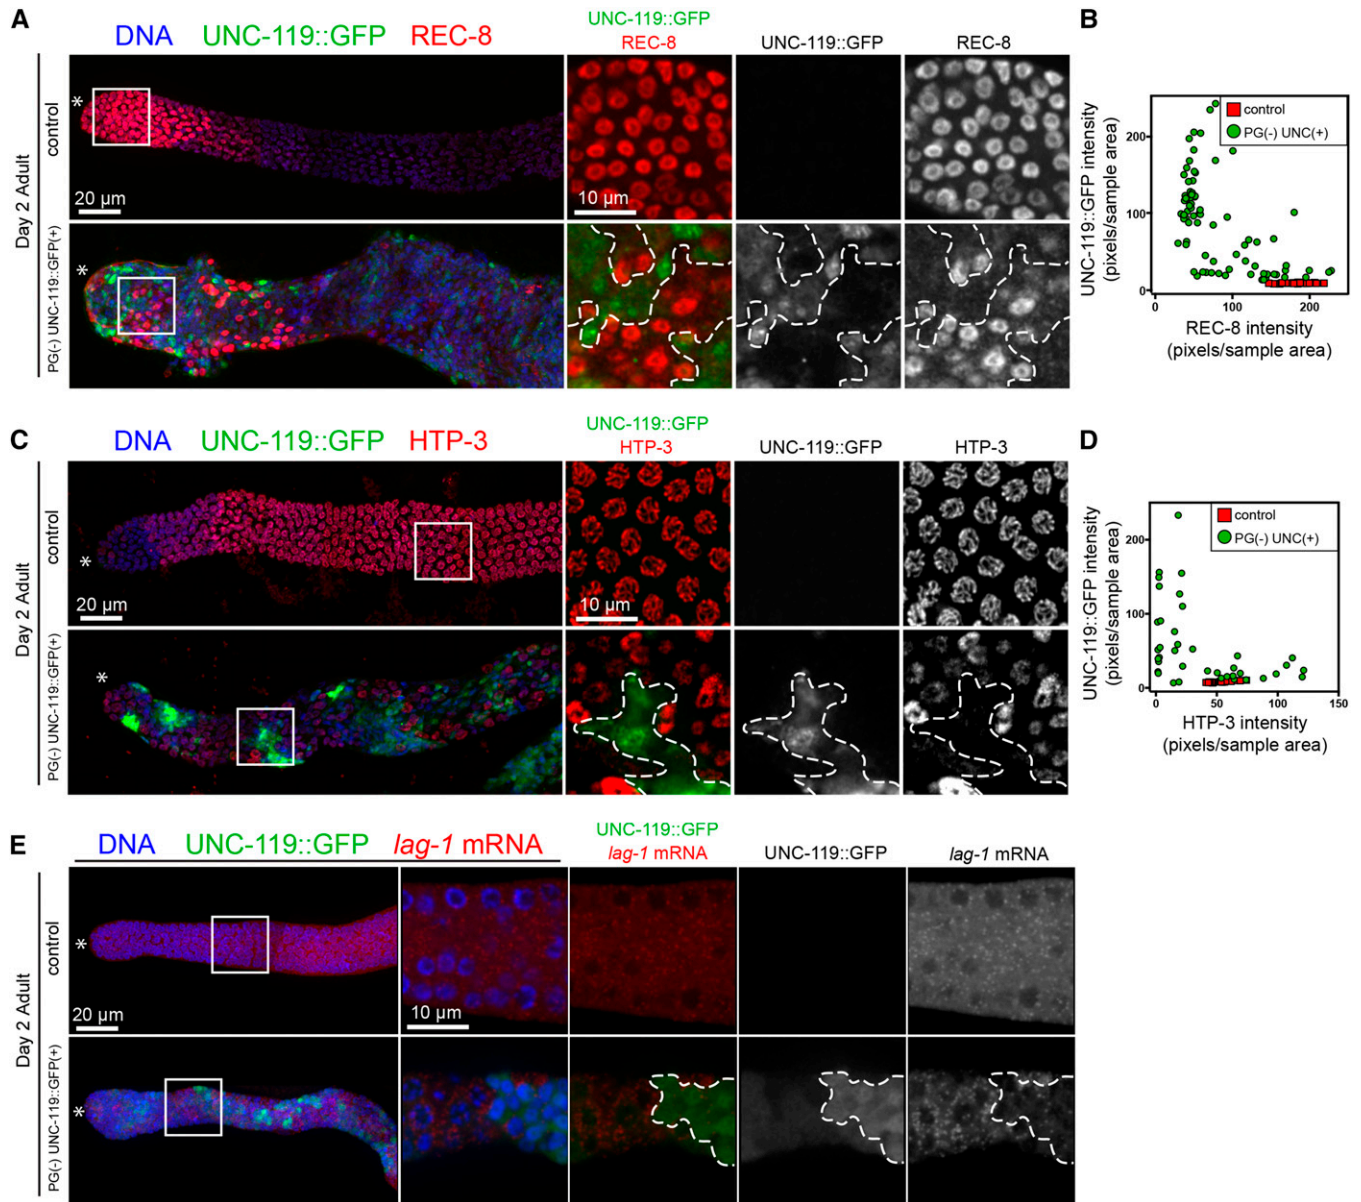 A
DNA UNC-119::GFP REC-8
UNC-119::GFP
REC-8
UNC-119::GFP
REC-8
Day 2 Adult
control
*
20 µm
10 µm
PG(-) UNC-119::GFP(+)
*
B
UNC-119::GFP intensity
(pixels/sample area)
control
PG(-) UNC(+)
200
100
0
0 100 200
REC-8 intensity
(pixels/sample area)
C
DNA UNC-119::GFP HTP-3
UNC-119::GFP
HTP-3
UNC-119::GFP
HTP-3
Day 2 Adult
control
*
20 µm
10 µm
PG(-) UNC-119::GFP(+)
*
D
UNC-119::GFP intensity
(pixels/sample area)
control
PG(-) UNC(+)
200
100
0
0 50 100 150
HTP-3 intensity
(pixels/sample area)
E
DNA UNC-119::GFP lag-1 mRNA
UNC-119::GFP
lag-1 mRNA
UNC-119::GFP
lag-1 mRNA
Day 2 Adult
control
*
20 µm
10 µm
PG(-) UNC-119::GFP(+)
*